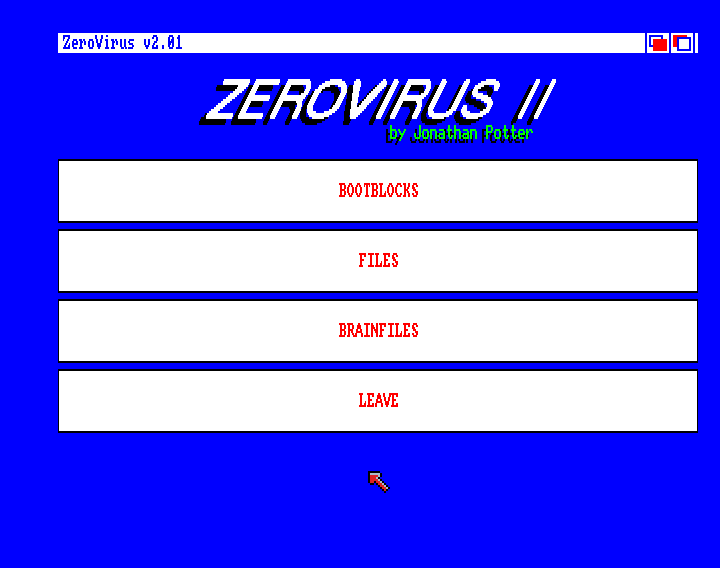 ZeroVirus v2.01
ZEROVIRUS II
by Jonathan Potter
BOOTBLOCKS
FILES
BRAINFILES
LEAVE